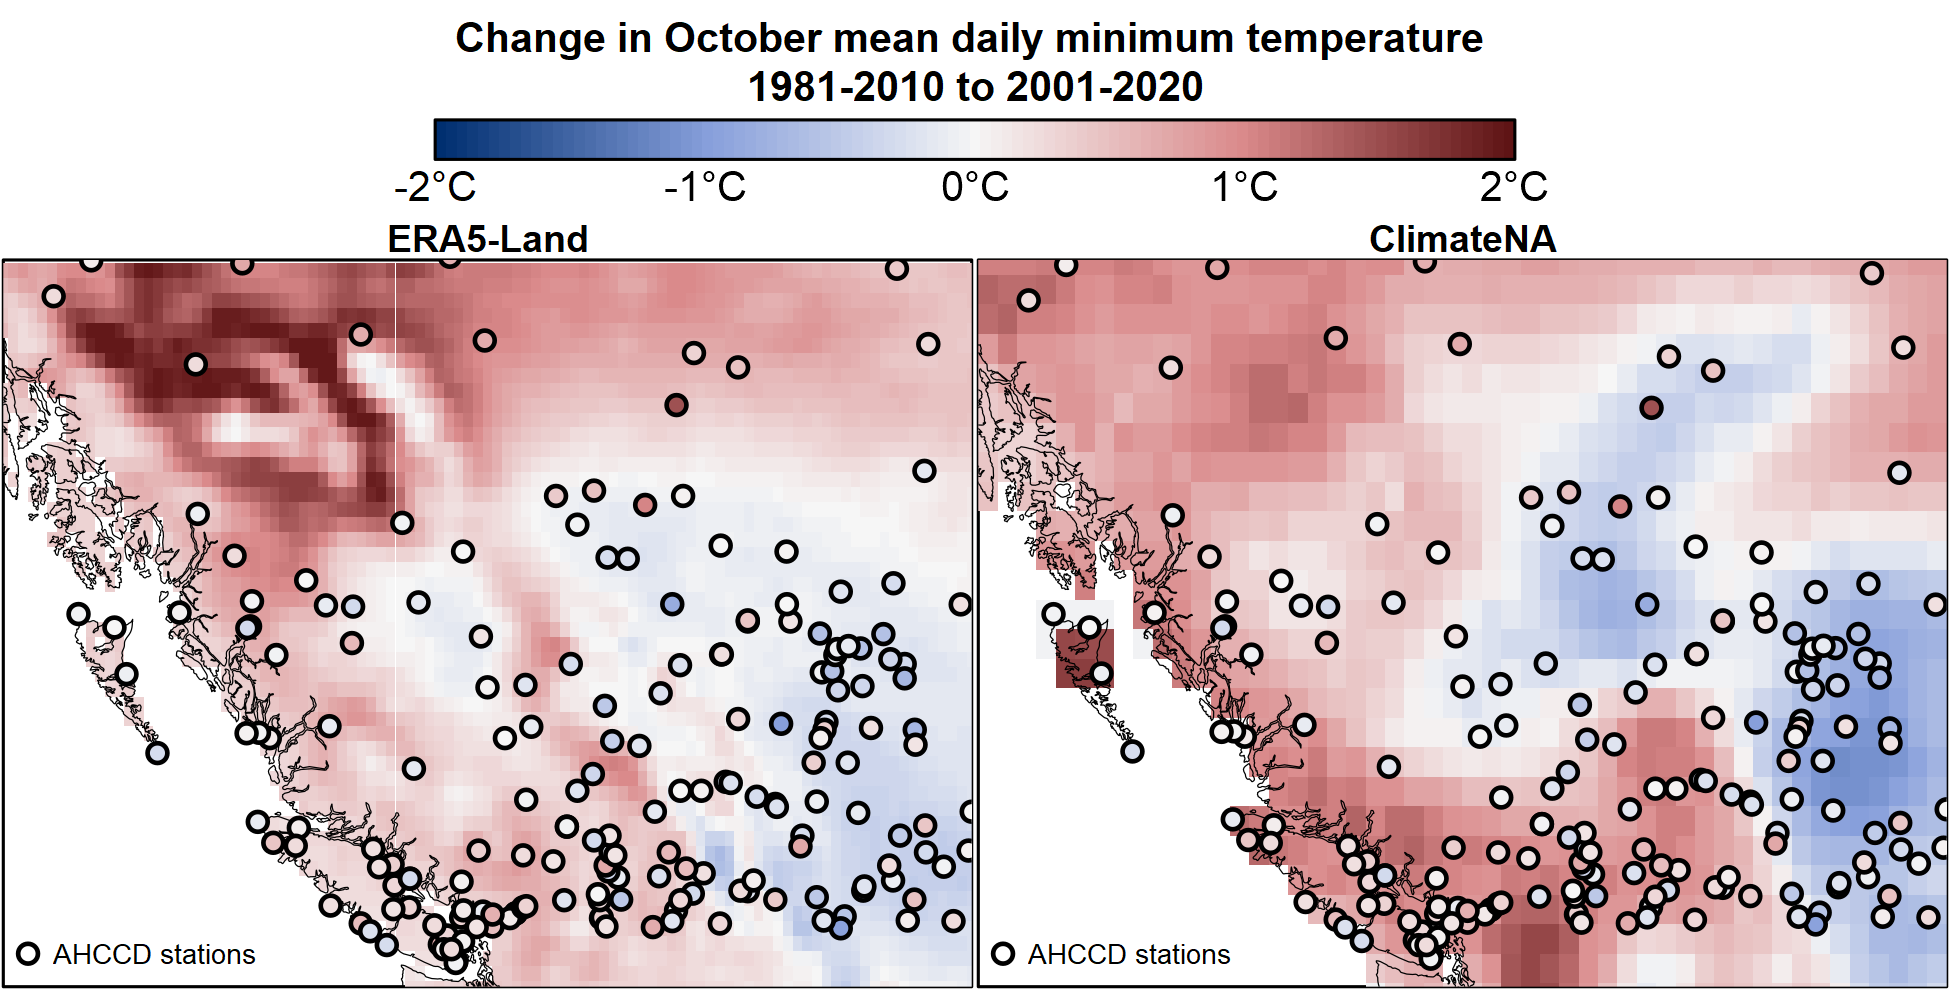 Change in October mean daily minimum temperature
1981-2010 to 2001-2020
-2°C -1°C 0°C 1°C 2°C
ERA5-Land
ClimateNA
AHCCD stations
AHCCD stations